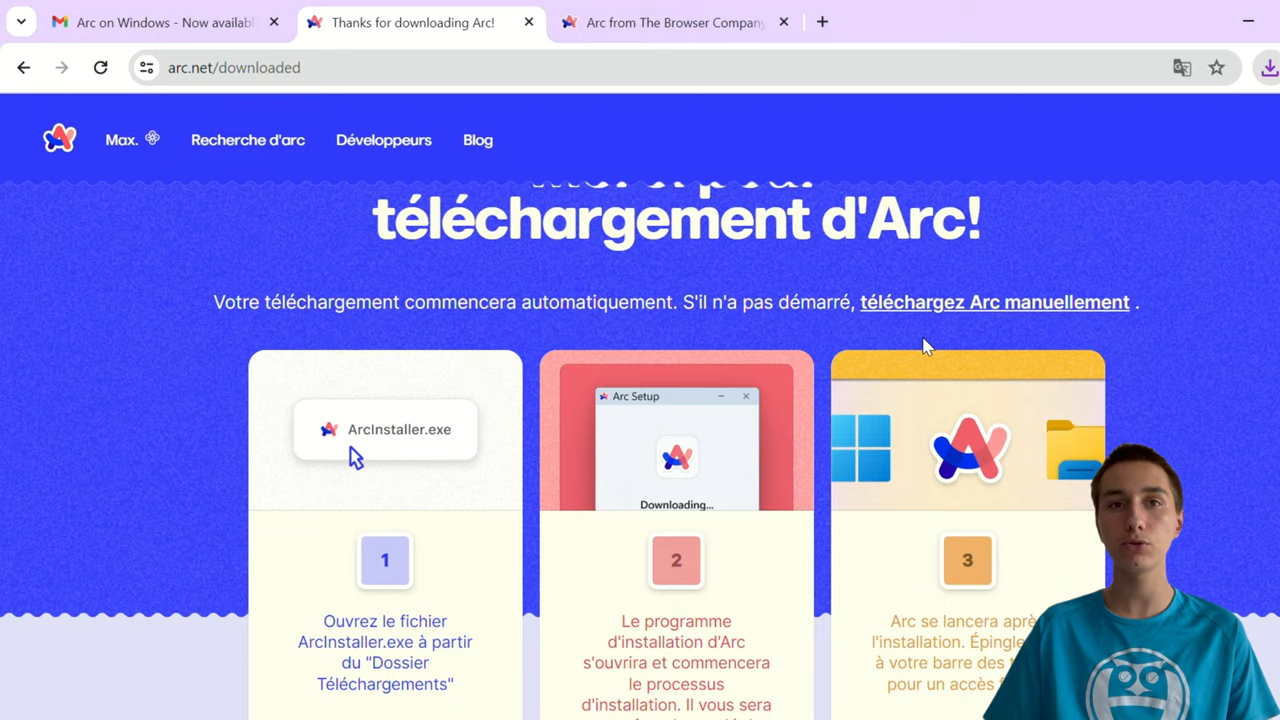 Arc on Windows - Now availab
Thanks for downloading Arc!
Arc from The Browser Company
arc.net/downloaded
Max.
Recherche d'arc
Développeurs
Blog
téléchargement d'Arc!
Votre téléchargement commencera automatiquement. S'il n'a pas démarré, téléchargez Arc manuellement .
ArcInstaller.exe
Arc Setup
Downloading...
1
Ouvrez le fichier
ArcInstaller.exe à partir
du "Dossier
Téléchargements"
2
Le programme
d'installation d'Arc
s'ouvrira et commencera
le processus
d'installation. Il vous sera
3
Arc se lancera aprè
l'installation. Épingle
à votre barre des
pour un accès